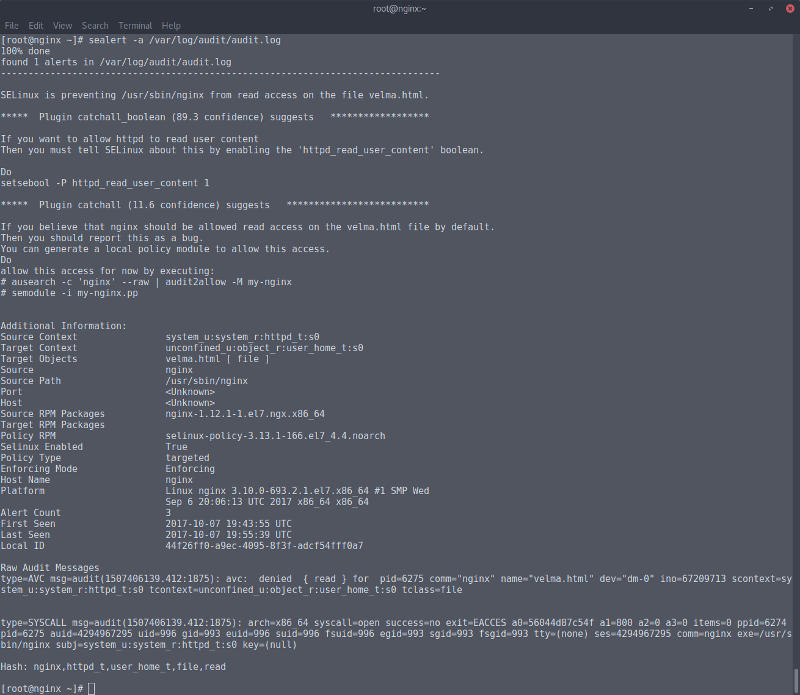 root@nginx:~
File Edit View Search Terminal Help
[root@nginx ~]# sealert -a /var/log/audit/audit.log
100% done
found 1 alerts in /var/log/audit/audit.log
--------------------------------------------------------------------------------
SELinux is preventing /usr/sbin/nginx from read access on the file velma.html.
***** Plugin catchall_boolean (89.3 confidence) suggests ******************
If you want to allow httpd to read user content
Then you must tell SELinux about this by enabling the 'httpd_read_user_content' boolean.
Do
setsebool -P httpd_read_user_content 1
***** Plugin catchall (11.6 confidence) suggests **************************
If you believe that nginx should be allowed read access on the velma.html file by default.
Then you should report this as a bug.
You can generate a local policy module to allow this access.
Do
allow this access for now by executing:
# ausearch -c 'nginx' --raw | audit2allow -M my-nginx
# semodule -i my-nginx.pp
Additional Information:
Source Context system_u:system_r:httpd_t:s0
Target Context unconfined_u:object_r:user_home_t:s0
Target Objects velma.html [ file ]
Source nginx
Source Path /usr/sbin/nginx
Port <Unknown>
Host <Unknown>
Source RPM Packages nginx-1.12.1-1.el7.ngx.x86_64
Target RPM Packages
Policy RPM selinux-policy-3.13.1-166.el7_4.4.noarch
Selinux Enabled True
Policy Type targeted
Enforcing Mode Enforcing
Host Name nginx
Platform Linux nginx 3.10.0-693.2.1.el7.x86_64 #1 SMP Wed
Sep 6 20:06:13 UTC 2017 x86_64 x86_64
Alert Count 3
First Seen 2017-10-07 19:43:55 UTC
Last Seen 2017-10-07 19:55:39 UTC
Local ID 44f26ff0-a9ec-4095-8f3f-adcf54fff0a7
Raw Audit Messages
type=AVC msg=audit(1507406139.412:1875): avc: denied { read } for pid=6275 comm="nginx" name="velma.html" dev="dm-0" ino=67209713 scontext=sy
stem_u:system_r:httpd_t:s0 tcontext=unconfined_u:object_r:user_home_t:s0 tclass=file
type=SYSCALL msg=audit(1507406139.412:1875): arch=x86_64 syscall=open success=no exit=EACCES a0=56044d87c54f a1=800 a2=0 a3=0 items=0 ppid=6274
pid=6275 auid=4294967295 uid=996 gid=993 euid=996 suid=996 fsuid=996 egid=993 sgid=993 fsgid=993 tty=(none) ses=4294967295 comm=nginx exe=/usr/s
bin/nginx subj=system_u:system_r:httpd_t:s0 key=(null)
Hash: nginx,httpd_t,user_home_t,file,read
[root@nginx ~]#